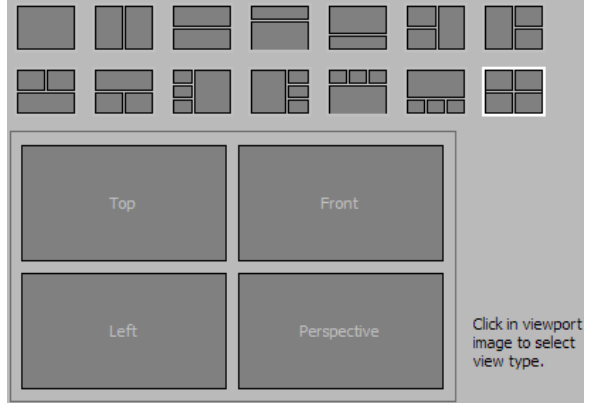 Top
Front
Left
Perspective
Click in viewport
image to select
view type.